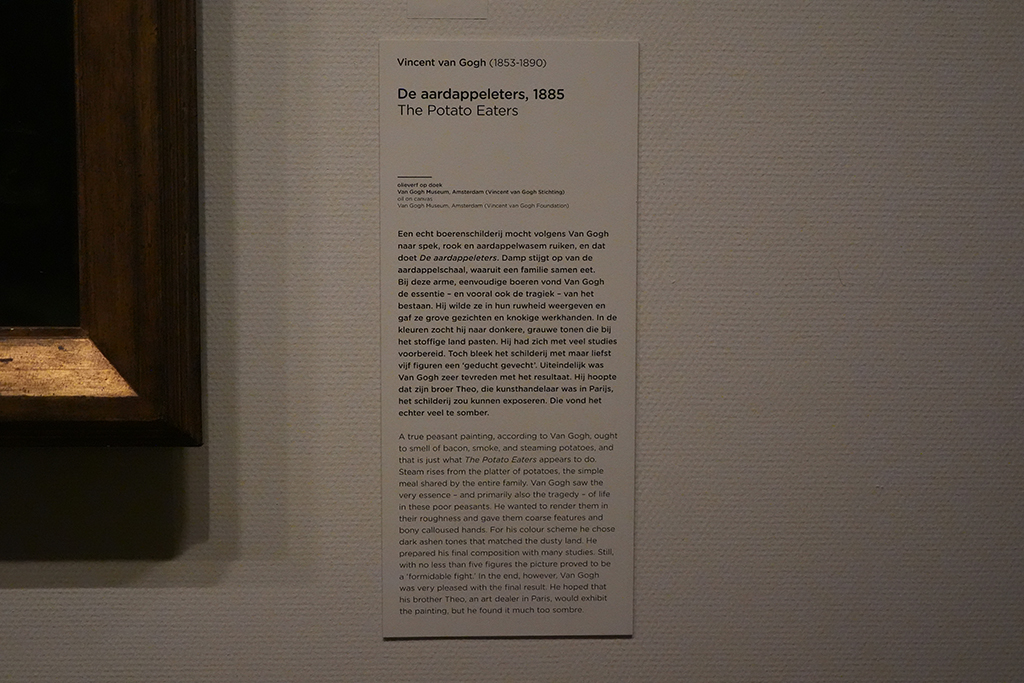 Vincent van Gogh (1853-1890)
De aardappeleters, 1885
The Potato Eaters
olieverf op doek
Van Gogh Museum, Amsterdam (Vincent van Gogh Stichting)
oil on canvas
Van Gogh Museum, Amsterdam (Vincent van Gogh Foundation)
Een echt boerenschilderij mocht volgens Van Gogh
naar spek, rook en aardappelwasem ruiken, en dat
doet De aardappeleters. Damp stijgt op van de
aardappelschaal, waaruit een familie samen eet.
Bij deze arme, eenvoudige boeren vond Van Gogh
de essentie – en vooral ook de tragiek – van het
bestaan. Hij wilde ze in hun ruwheid weergeven en
gaf ze grove gezichten en knokige werkhanden. In de
kleuren zocht hij naar donkere, grauwe tonen die bij
het stoffige land pasten. Hij had zich met veel studies
voorbereid. Toch bleek het schilderij met maar liefst
vijf figuren een ‘geducht gevecht’. Uiteindelijk was
Van Gogh zeer tevreden met het resultaat. Hij hoopte
dat zijn broer Theo, die kunsthandelaar was in Parijs,
het schilderij zou kunnen exposeren. Die vond het
echter veel te somber.
A true peasant painting, according to Van Gogh, ought
to smell of bacon, smoke, and steaming potatoes, and
that is just what The Potato Eaters appears to do.
Steam rises from the platter of potatoes, the simple
meal shared by the entire family. Van Gogh saw the
very essence – and primarily also the tragedy – of life
in these poor peasants. He wanted to render them in
their roughness and gave them coarse features and
bony calloused hands. For his colour scheme he chose
dark ashen tones that matched the dusty land. He
prepared his final composition with many studies. Still,
with no less than five figures the picture proved to be
a ‘formidable fight.’ In the end, however, Van Gogh
was very pleased with the final result. He hoped that
his brother Theo, an art dealer in Paris, would exhibit
the painting, but he found it much too sombre.